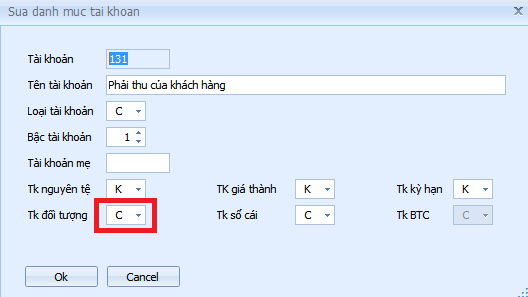 Sua danh muc tai khoan
Tài khoản 131
Tên tài khoản Phải thu của khách hàng
Loại tài khoản C
Bậc tài khoản 1
Tài khoản mẹ
Tk nguyên tệ K TK giá thành K Tk kỳ hạn K
Tk đối tượng C Tk sổ cái C Tk BTC C
Ok Cancel